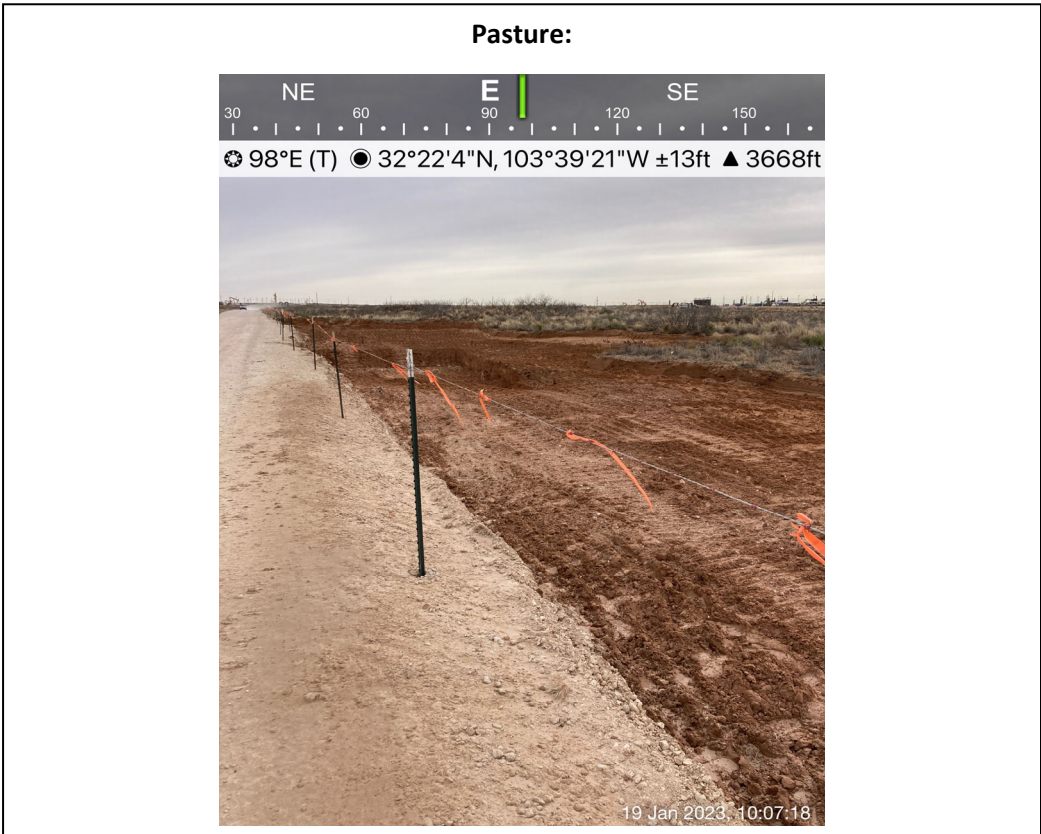 Pasture:
NE E SE
30 60 90 120 150
98°E (T) 32°22'4"N, 103°39'21"W ±13ft ▲ 3668ft
19 Jan 2023, 10:07:18